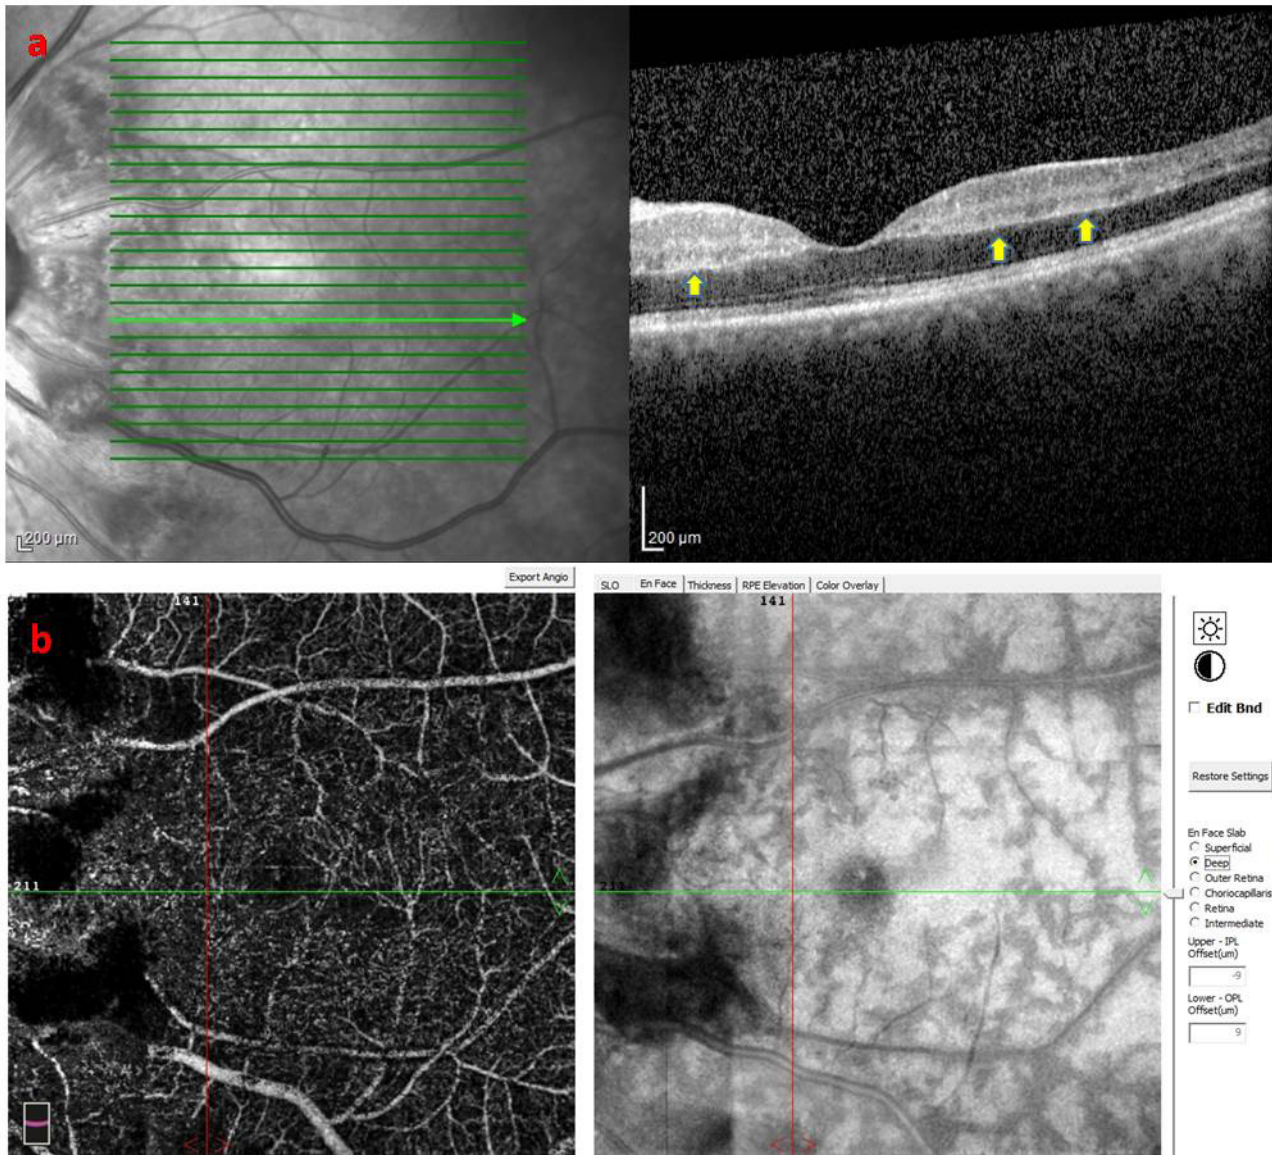 a
200 µm
200 µm
Export Angio
SLO
En Face
Thickness
RPE Elevation
Color Overlay
b
141
211
141
211
Edit Bnd
Restore Settings
En Face Slab
Superficial
Deep
Outer Retina
Choriocapillaris
Retina
Intermediate
Upper - IPL
Offset(um)
-9
Lower - OPL
Offset(um)
9